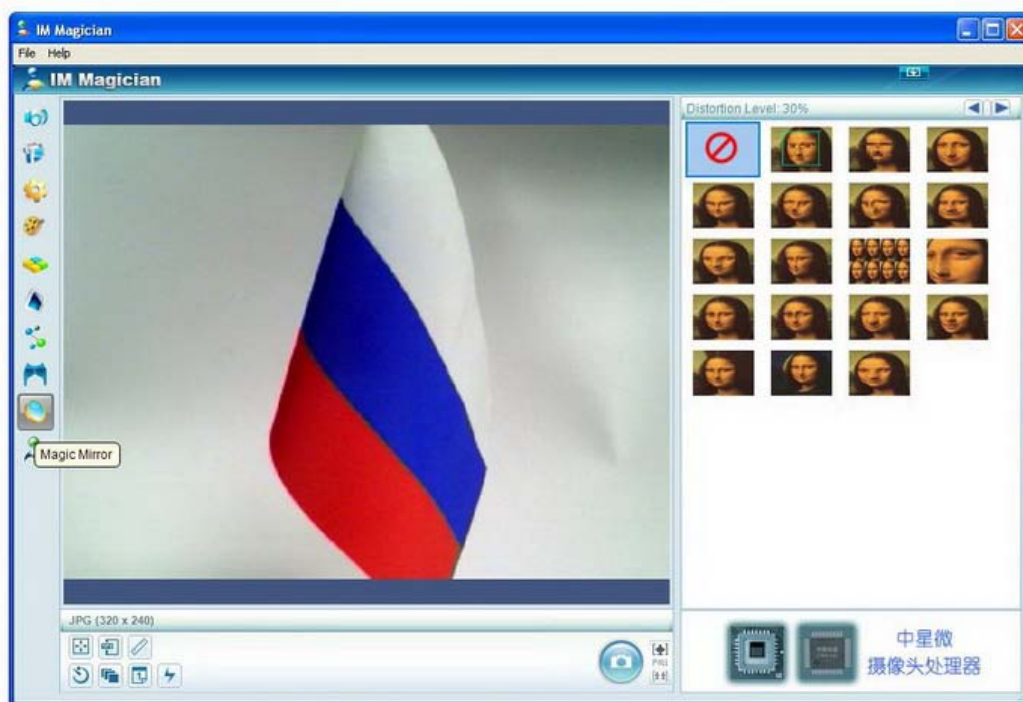 IM Magician
File Help
IM Magician
Distortion Level: 30%
Magic Mirror
JPG (320 x 240)
中星微
摄像头处理器